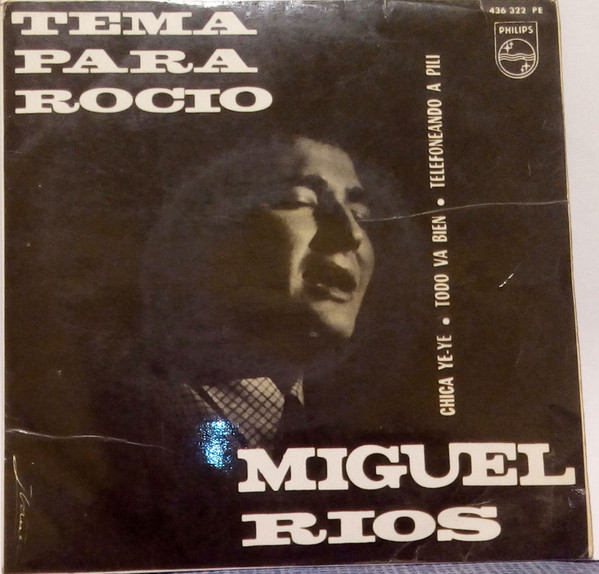 TEMA
PARA
ROCIO
436 322 PE
PHILIPS
CHICA YE-YE • TODO VA BIEN • TELEFONEANDO A PILI
MIGUEL
RIOS